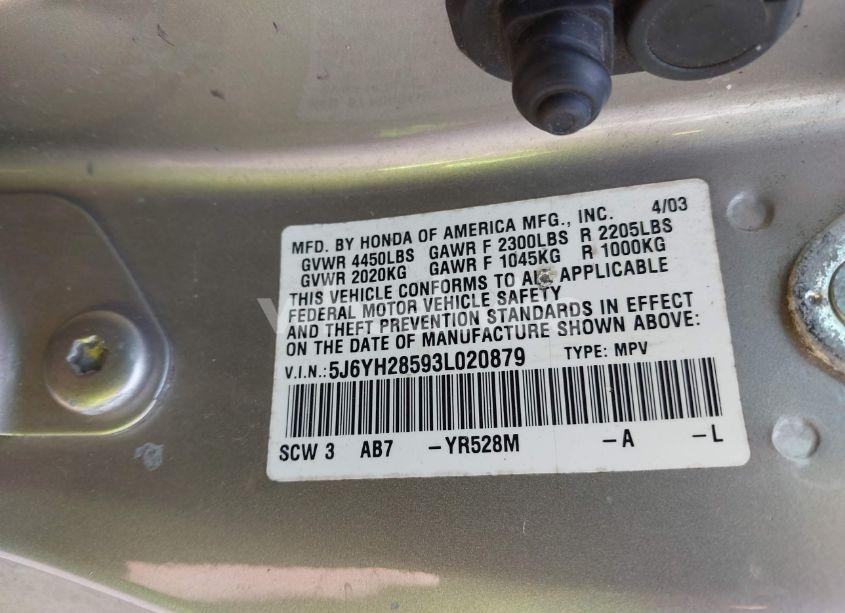 MFD. BY HONDA OF AMERICA MFG., INC. 4/03
GVWR 4450LBS GAWR F 2300LBS R 2205LBS
GVWR 2020KG GAWR F 1045KG R 1000KG
THIS VEHICLE CONFORMS TO ALL APPLICABLE
FEDERAL MOTOR VEHICLE SAFETY
AND THEFT PREVENTION STANDARDS IN EFFECT
ON THE DATE OF MANUFACTURE SHOWN ABOVE:
V.I.N.: 5J6YH28593L020879 TYPE: MPV
SCW 3 AB7 -YR528M -A -L